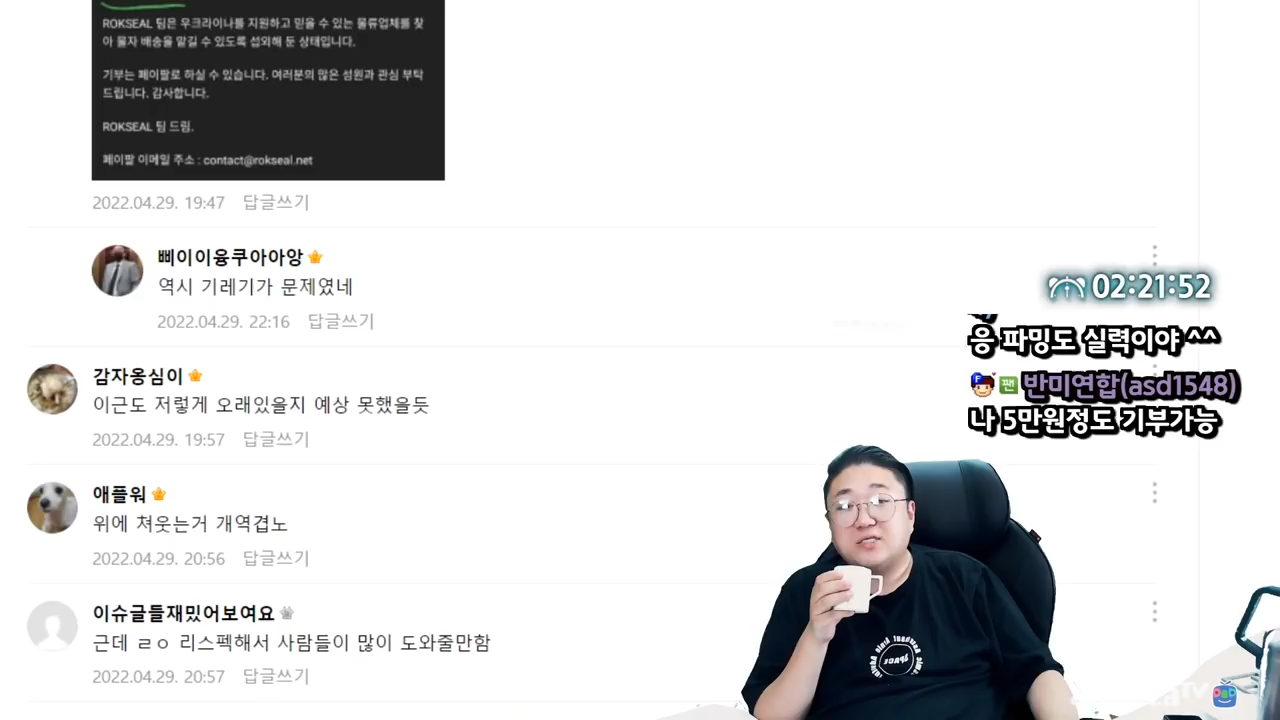 ROKSEAL 팀은 우크라이나를 지원하고 믿을 수 있는 물류업체를 찾
아 물자 배송을 맡길 수 있도록 섭외해 둔 상태입니다.
기부는 페이팔로 하실 수 있습니다. 여러분의 많은 성원과 관심 부탁
드립니다. 감사합니다.
ROKSEAL 팀 드림.
페이팔 이메일 주소 : contact@rokseal.net
2022.04.29. 19:47 답글쓰기
삐이이융쿠아아앙
역시 기레기가 문제였네
2022.04.29. 22:16 답글쓰기
감자옹심이
이근도 저렇게 오래있을지 예상 못했을듯
2022.04.29. 19:57 답글쓰기
애플워
위에 쳐웃는거 개역겹노
2022.04.29. 20:56 답글쓰기
이슈글틀재밌어보여요
근데 ㄹㅇ 리스펙해서 사람들이 많이 도와줄만함
2022.04.29. 20:57 답글쓰기
02:21:52
응 파밍도 실력이야 ^^
F 팬 반미연합(asd1548)
나 5만원정도 기부가능